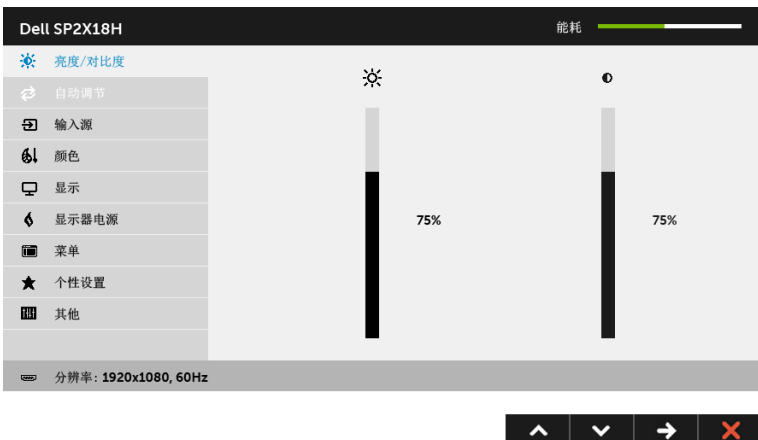 Dell SP2X18H
能耗
亮度/对比度
自动调节
输入源
颜色
显示
显示器电源
菜单
个性设置
其他
75%
75%
分辨率: 1920x1080, 60Hz